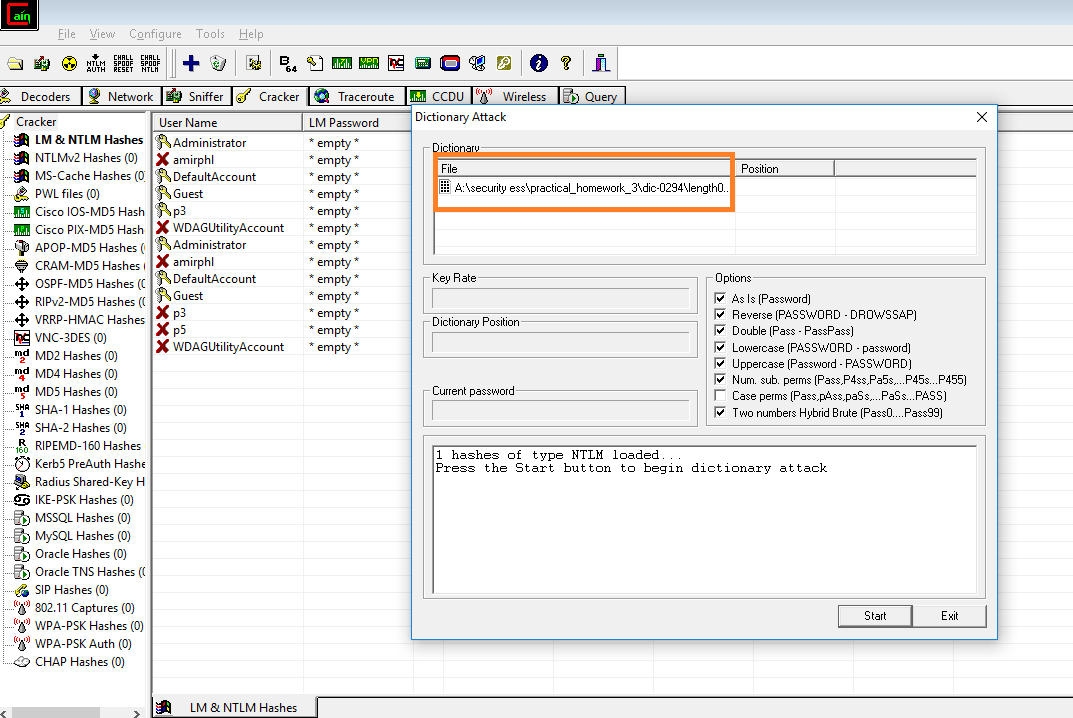 Cain
File View Configure Tools Help
NTLM AUTH
CHALL SPOOF RESET
CHALL SPOOF NTLM
B64
Decoders Network Sniffer Cracker Traceroute CCDU Wireless Query
Cracker
LM & NTLM Hashes
NTLMv2 Hashes (0)
MS-Cache Hashes (0)
PWL files (0)
Cisco IOS-MD5 Hash
Cisco PIX-MD5 Hash
APOP-MD5 Hashes (
CRAM-MD5 Hashes (
OSPF-MD5 Hashes (0
RIPv2-MD5 Hashes (0
VRRP-HMAC Hashes
VNC-3DES (0)
MD2 Hashes (0)
MD4 Hashes (0)
MD5 Hashes (0)
SHA-1 Hashes (0)
SHA-2 Hashes (0)
RIPEMD-160 Hashes
Kerb5 PreAuth Hashe
Radius Shared-Key H
IKE-PSK Hashes (0)
MSSQL Hashes (0)
MySQL Hashes (0)
Oracle Hashes (0)
Oracle TNS Hashes (0
SIP Hashes (0)
802.11 Captures (0)
WPA-PSK Hashes (0)
WPA-PSK Auth (0)
CHAP Hashes (0)
User Name LM Password
Administrator * empty *
amirphl * empty *
DefaultAccount * empty *
Guest * empty *
p3 * empty *
WDAGUtilityAccount * empty *
Administrator * empty *
amirphl * empty *
DefaultAccount * empty *
Guest * empty *
p3 * empty *
p5 * empty *
WDAGUtilityAccount * empty *
Dictionary Attack
Dictionary
File Position
A:\security ess\practical_homework_3\dic-0294\length0...
Key Rate
Dictionary Position
Current password
Options
As Is (Password)
Reverse (PASSWORD - DROWSSAP)
Double (Pass - PassPass)
Lowercase (PASSWORD - password)
Uppercase (Password - PASSWORD)
Num. sub. perms (Pass,P4ss,Pa5s,...P45s...P455)
Case perms (Pass,pAss,paSs,...PaSs...PASS)
Two numbers Hybrid Brute (Pass0....Pass99)
1 hashes of type NTLM loaded...
Press the Start button to begin dictionary attack
Start Exit
LM & NTLM Hashes